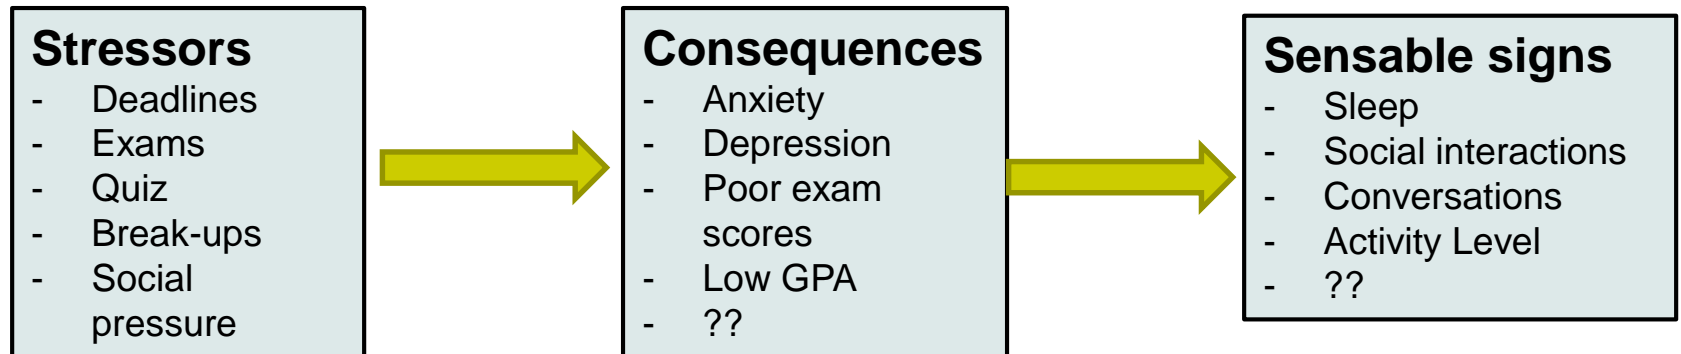 Stressors
- Deadlines
- Exams
- Quiz
- Break-ups
- Social
pressure
Consequences
- Anxiety
- Depression
- Poor exam
scores
- Low GPA
- ??
Sensable signs
- Sleep
- Social interactions
- Conversations
- Activity Level
- ??